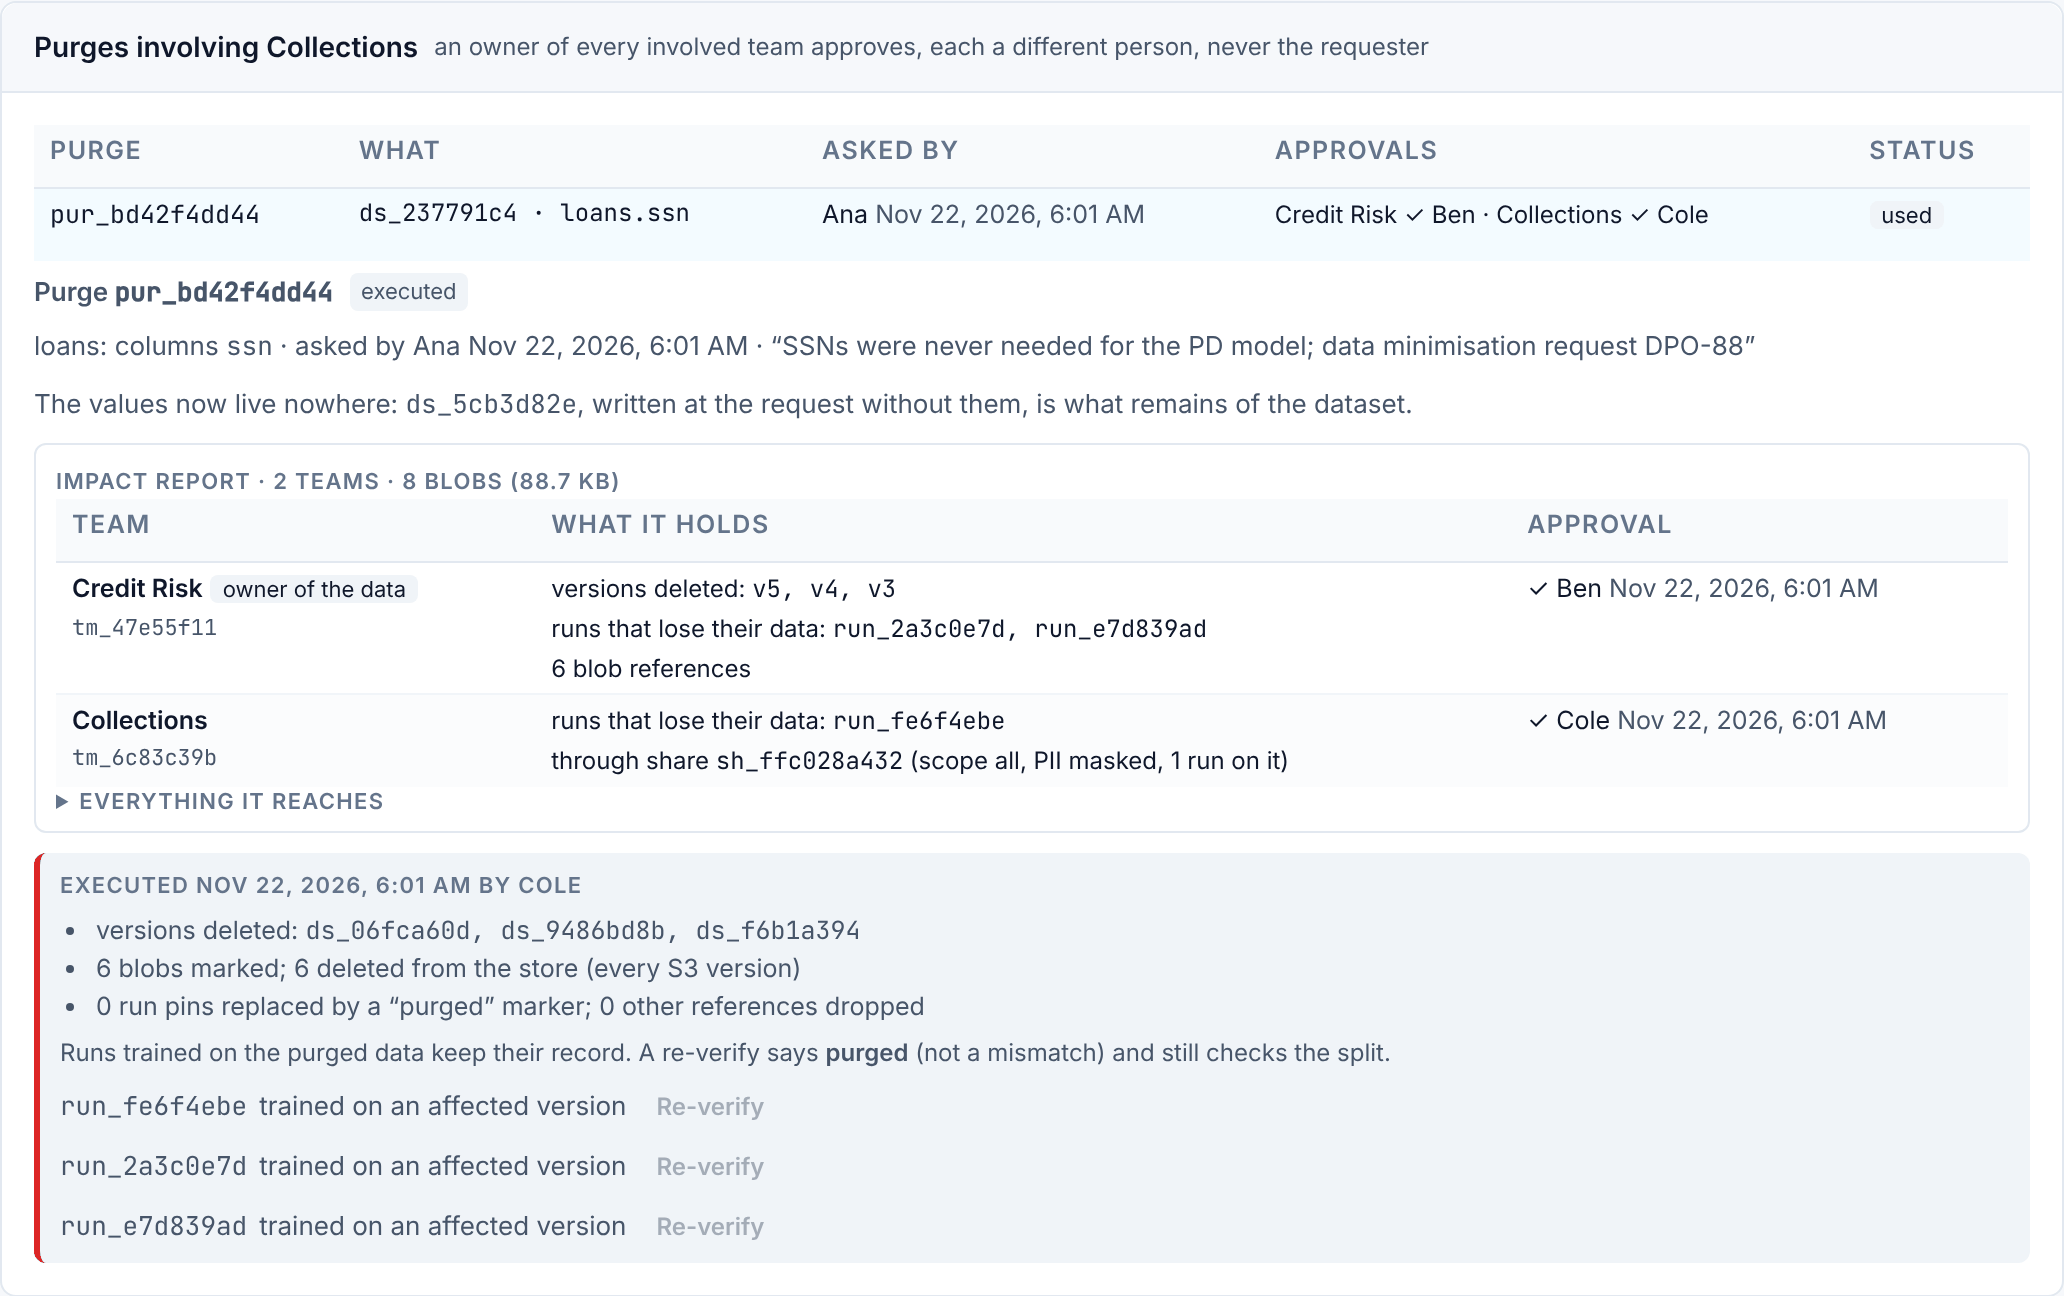 Purges involving Collections an owner of every involved team approves, each a different person, never the requester
PURGE WHAT ASKED BY APPROVALS STATUS
pur_bd42f4dd44 ds_237791c4 · loans.ssn Ana Nov 22, 2026, 6:01 AM Credit Risk ✓ Ben · Collections ✓ Cole used
Purge pur_bd42f4dd44 executed
loans: columns ssn · asked by Ana Nov 22, 2026, 6:01 AM · “SSNs were never needed for the PD model; data minimisation request DPO-88”
The values now live nowhere: ds_5cb3d82e, written at the request without them, is what remains of the dataset.
IMPACT REPORT · 2 TEAMS · 8 BLOBS (88.7 KB)
TEAM WHAT IT HOLDS APPROVAL
Credit Risk owner of the data versions deleted: v5, v4, v3 ✓ Ben Nov 22, 2026, 6:01 AM
tm_47e55f11 runs that lose their data: run_2a3c0e7d, run_e7d839ad
6 blob references
Collections runs that lose their data: run_fe6f4ebe ✓ Cole Nov 22, 2026, 6:01 AM
tm_6c83c39b through share sh_ffc028a432 (scope all, PII masked, 1 run on it)
▶ EVERYTHING IT REACHES
EXECUTED NOV 22, 2026, 6:01 AM BY COLE
• versions deleted: ds_06fca60d, ds_9486bd8b, ds_f6b1a394
• 6 blobs marked; 6 deleted from the store (every S3 version)
• 0 run pins replaced by a “purged” marker; 0 other references dropped
Runs trained on the purged data keep their record. A re-verify says purged (not a mismatch) and still checks the split.
run_fe6f4ebe trained on an affected version Re-verify
run_2a3c0e7d trained on an affected version Re-verify
run_e7d839ad trained on an affected version Re-verify